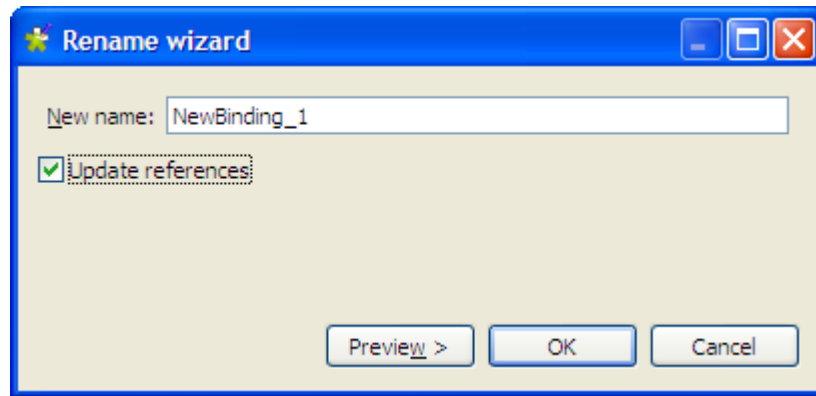 Rename wizard
New name: NewBinding_1
Update references
Preview > OK Cancel